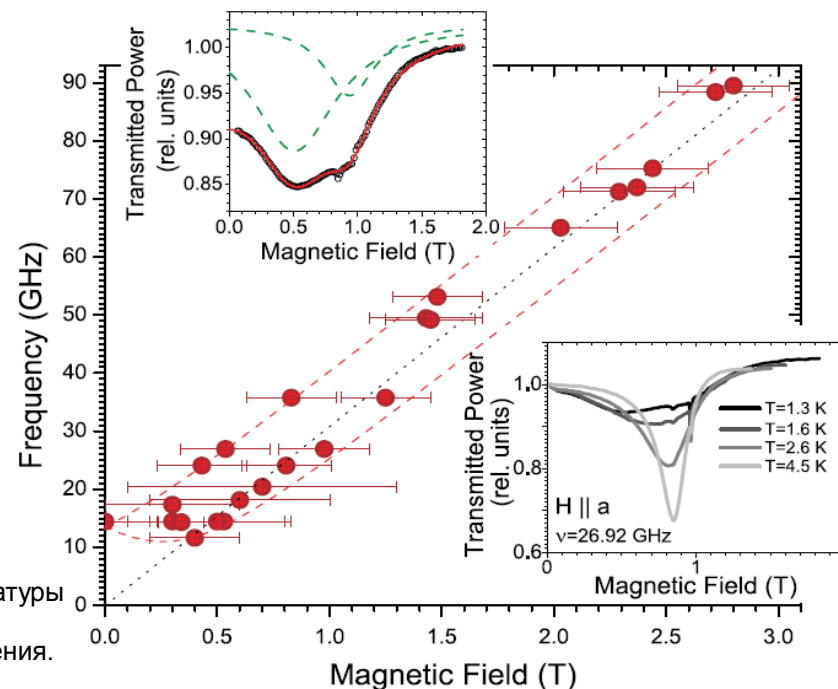 Transmitted Power
(rel. units)
1.00
0.95
0.90
0.85
0.0
0.5
1.0
1.5
2.0
Magnetic Field (T)
Frequency (GHz)
90
80
70
60
50
40
30
20
10
0
Transmitted Power
(rel. units)
1.0
0.8
0.6
T=1.3 K
T=1.6 K
T=2.6 K
T=4.5 K
H || a
ν=26.92 GHz
0
1
Magnetic Field (T)
0.0
0.5
1.0
1.5
2.0
2.5
3.0
Magnetic Field (T)